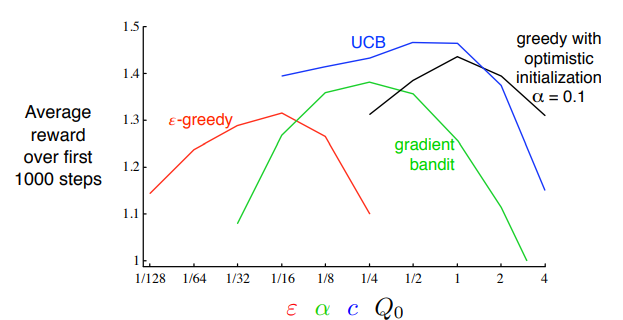 1.5
1.4
1.3
1.2
1.1
1
Average
reward
over first
1000 steps
ε-greedy
UCB
gradient
bandit
greedy with
optimistic
initialization
α = 0.1
1/128 1/64 1/32 1/16 1/8 1/4 1/2 1 2 4
ε α c Q₀